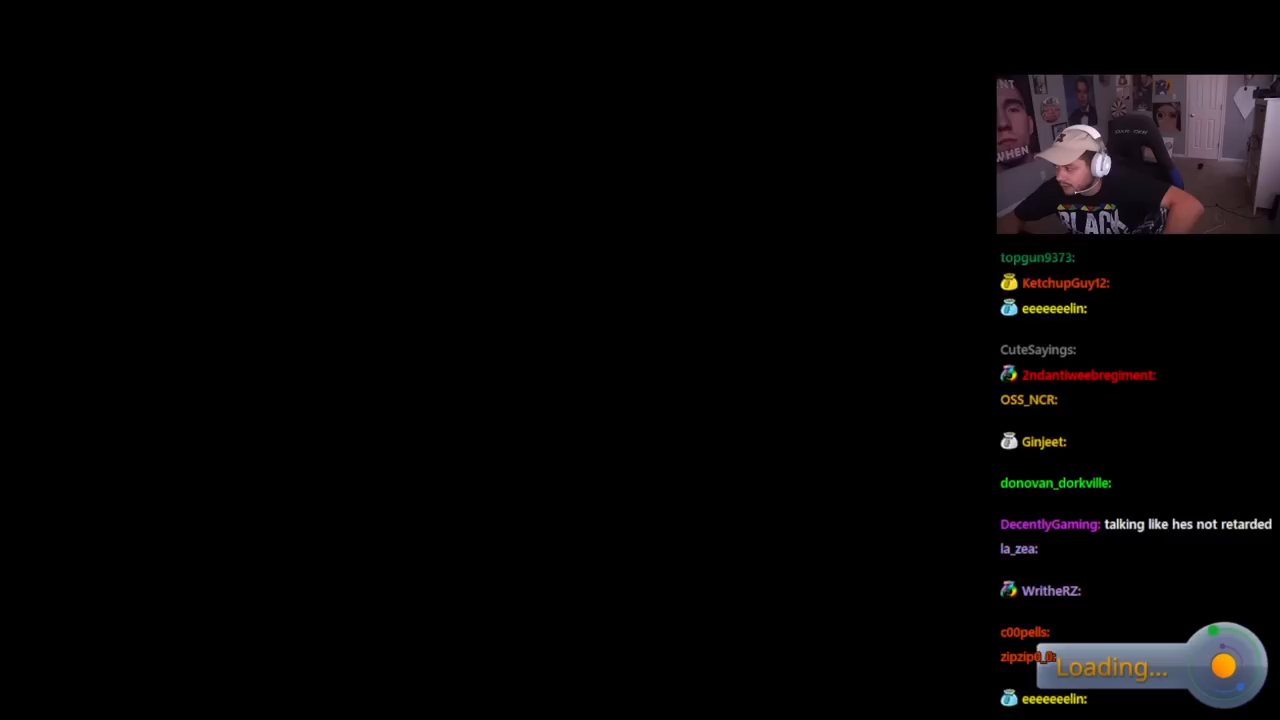 WHEN
BLACK
topgun9373:
KetchupGuy12:
eeeeeeelin:
CuteSayings:
2ndantiweebregiment:
OSS_NCR:
Ginjeet:
donovan_dorkville:
DecentlyGaming: talking like hes not retarded
la_zea:
WritheRZ:
c00pells:
Loading...
eeeeeeelin: